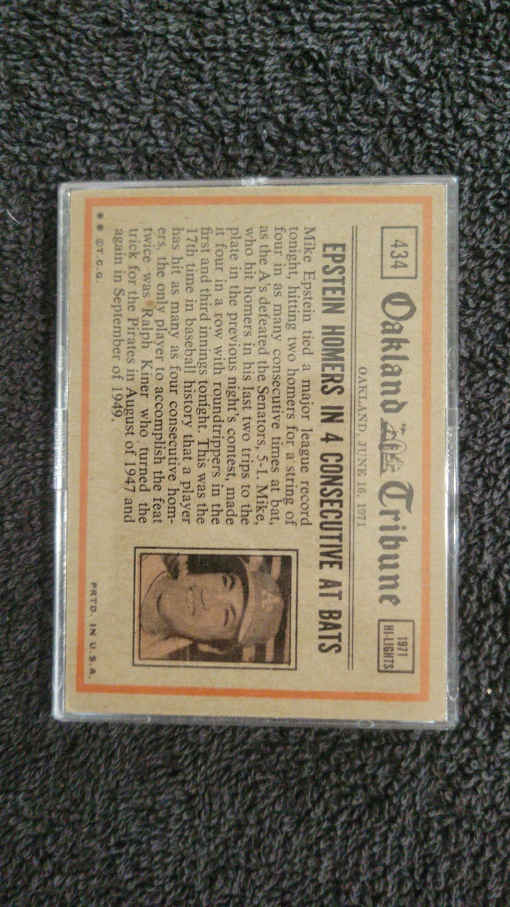 434
Oakland Tribune
1971
HI-LIGHTS
OAKLAND, JUNE 16, 1971
EPSTEIN HOMERS IN 4 CONSECUTIVE AT BATS
Mike Epstein tied a major league record
tonight, hitting two homers for a string of
four in as many consecutive times at bat,
as the A's defeated the Senators, 5-1. Mike,
who hit homers in his last two trips to the
plate in the previous night's contest, made
it four in a row with roundtrippers in the
first and third innings tonight. This was the
17th time in baseball history that a player
has hit as many as four consecutive hom-
ers, the only player to accomplish the feat
twice was Ralph Kiner who turned the
trick for the Pirates in August of 1947 and
again in September of 1949.
* * ©T.C.G.
PRTD. IN U.S.A.